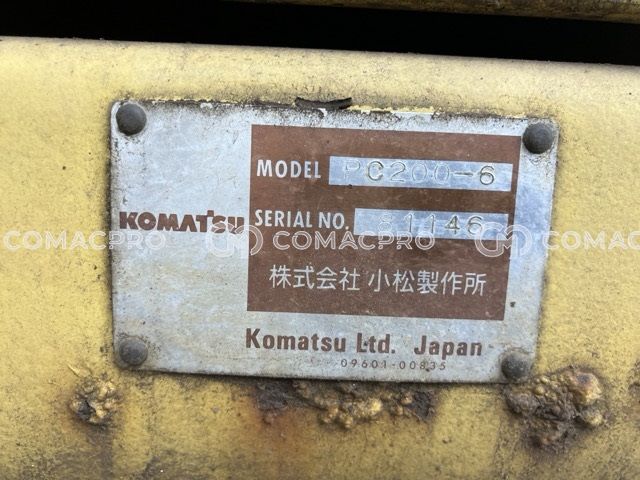 MODEL PC200-6
KOMATSU
SERIAL NO. 81146
COMACPRO COMACPRO COMACPRO
株式会社 小松製作所
Komatsu Ltd. Japan
09601-00835